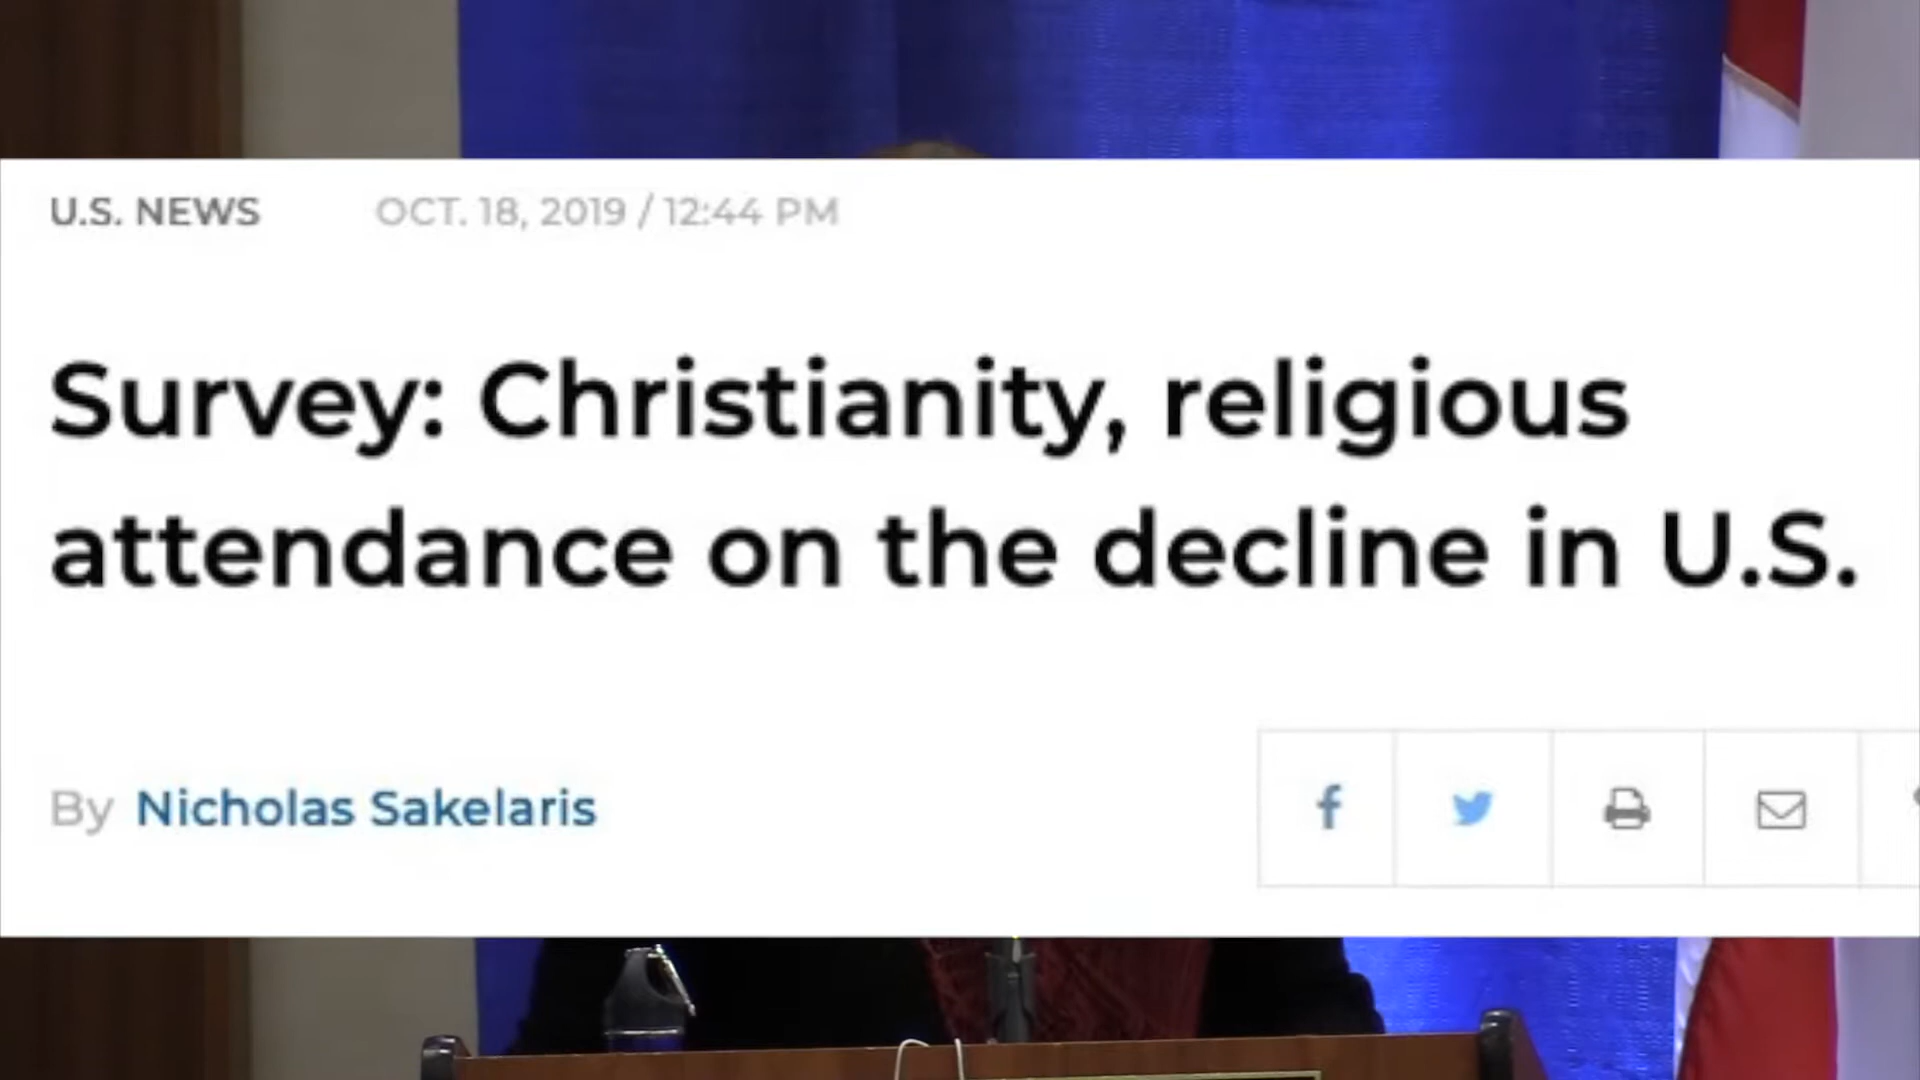 U.S. NEWS OCT. 18, 2019 / 12:44 PM
Survey: Christianity, religious
attendance on the decline in U.S.
By Nicholas Sakelaris